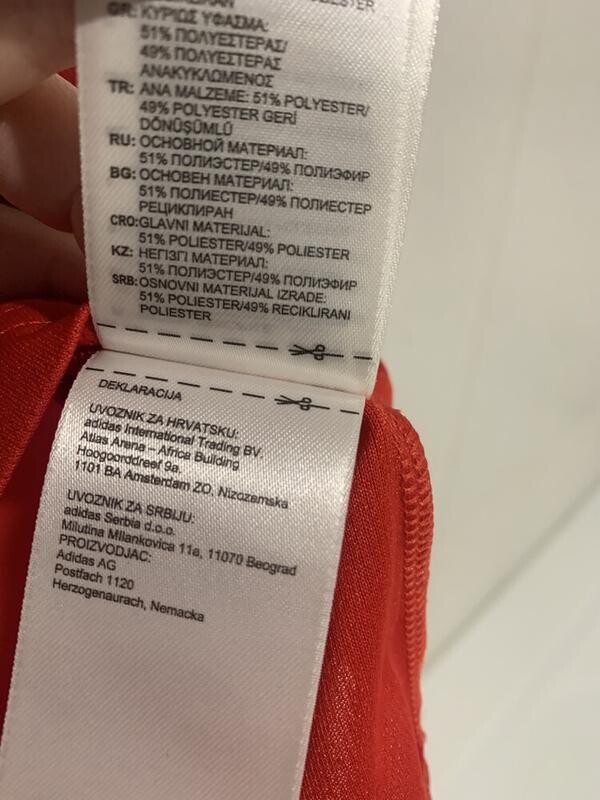 GR: ΚΥΡΙΩΣ ΥΦΑΣΜΑ:
51% ΠΟΛΥΕΣΤΕΡΑΣ/
49% ΠΟΛΥΕΣΤΕΡΑΣ
ΑΝΑΚΥΚΛΩΜΕΝΟΣ
TR: ANA MALZEME: 51% POLYESTER/
49% POLYESTER GERİ
DÖNÜŞÜMLÜ
RU: ОСНОВНОЙ МАТЕРИАЛ:
51% ПОЛИЭСТЕР/49% ПОЛИЭФИР
BG: ОСНОВЕН МАТЕРИАЛ:
51% ПОЛИЕСТЕР/49% ПОЛИЕСТЕР
РЕЦИКЛИРАН
CRO:GLAVNI MATERIJAL:
51% POLIESTER/49% POLIESTER
KZ: НЕГІЗГІ МАТЕРИАЛ:
51% ПОЛИЭСТЕР/49% ПОЛИЭФИР
SRB:OSNOVNI MATERIJAL IZRADE:
51% POLIESTER/49% RECIKLIRANI
POLIESTER
DEKLARACIJA
UVOZNIK ZA HRVATSKU:
adidas International Trading BV.
Atlas Arena – Africa Building
Hoogoorddreef 9a.
1101 BA Amsterdam ZO, Nizozemska
UVOZNIK ZA SRBIJU:
adidas Serbia d.o.o.
Milutina Milankovica 11a, 11070 Beograd
PROIZVODJAC:
Adidas AG
Postfach 1120
Herzogenaurach, Nemacka